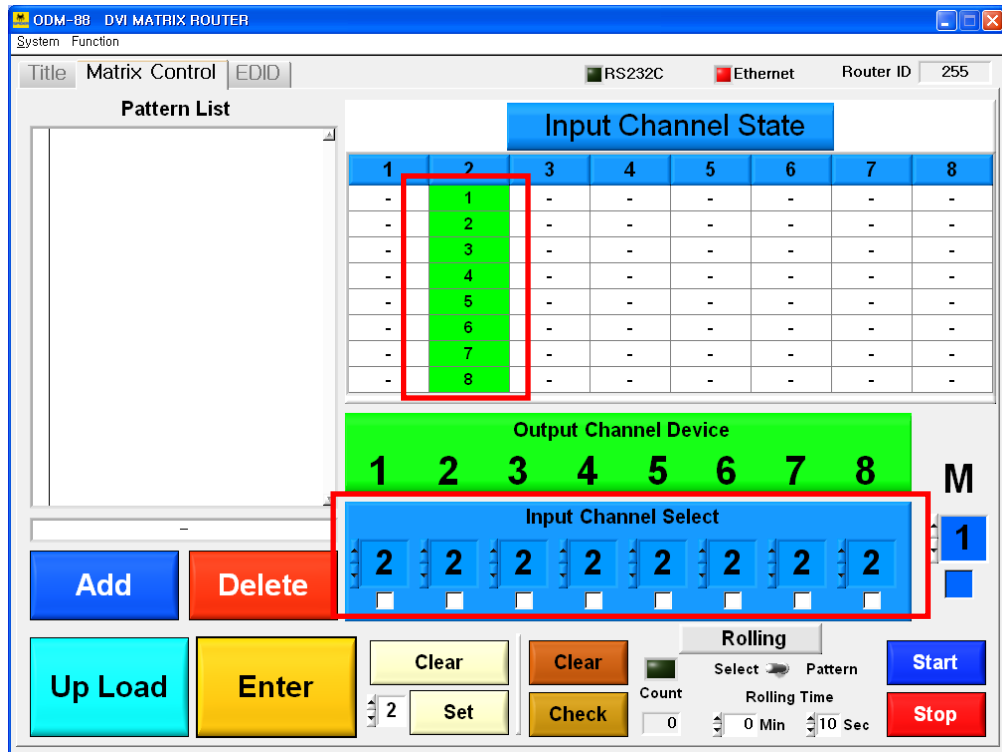 ODM-88 DVI MATRIX ROUTER
System Function
Title Matrix Control EDID RS232C Ethernet Router ID 255
Pattern List
Input Channel State
1 2 3 4 5 6 7 8
- 1 - - - - - -
- 2 - - - - - -
- 3 - - - - - -
- 4 - - - - - -
- 5 - - - - - -
- 6 - - - - - -
- 7 - - - - - -
- 8 - - - - - -
Output Channel Device
1 2 3 4 5 6 7 8
M
Input Channel Select
2 2 2 2 2 2 2 2
1
–
Add Delete
Up Load Enter
Clear
2 Set
Clear
Check
Rolling
Select Pattern
Count
0
Rolling Time
0 Min 10 Sec
Start
Stop